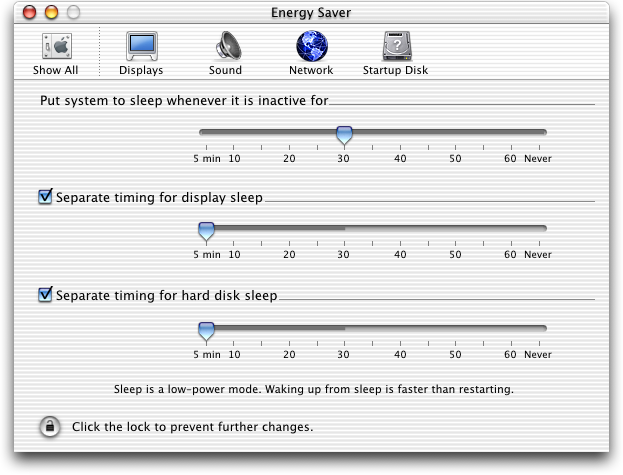 Energy Saver
Show All Displays Sound Network Startup Disk
Put system to sleep whenever it is inactive for
5 min 10 20 30 40 50 60 Never
Separate timing for display sleep
5 min 10 20 30 40 50 60 Never
Separate timing for hard disk sleep
5 min 10 20 30 40 50 60 Never
Sleep is a low-power mode. Waking up from sleep is faster than restarting.
Click the lock to prevent further changes.